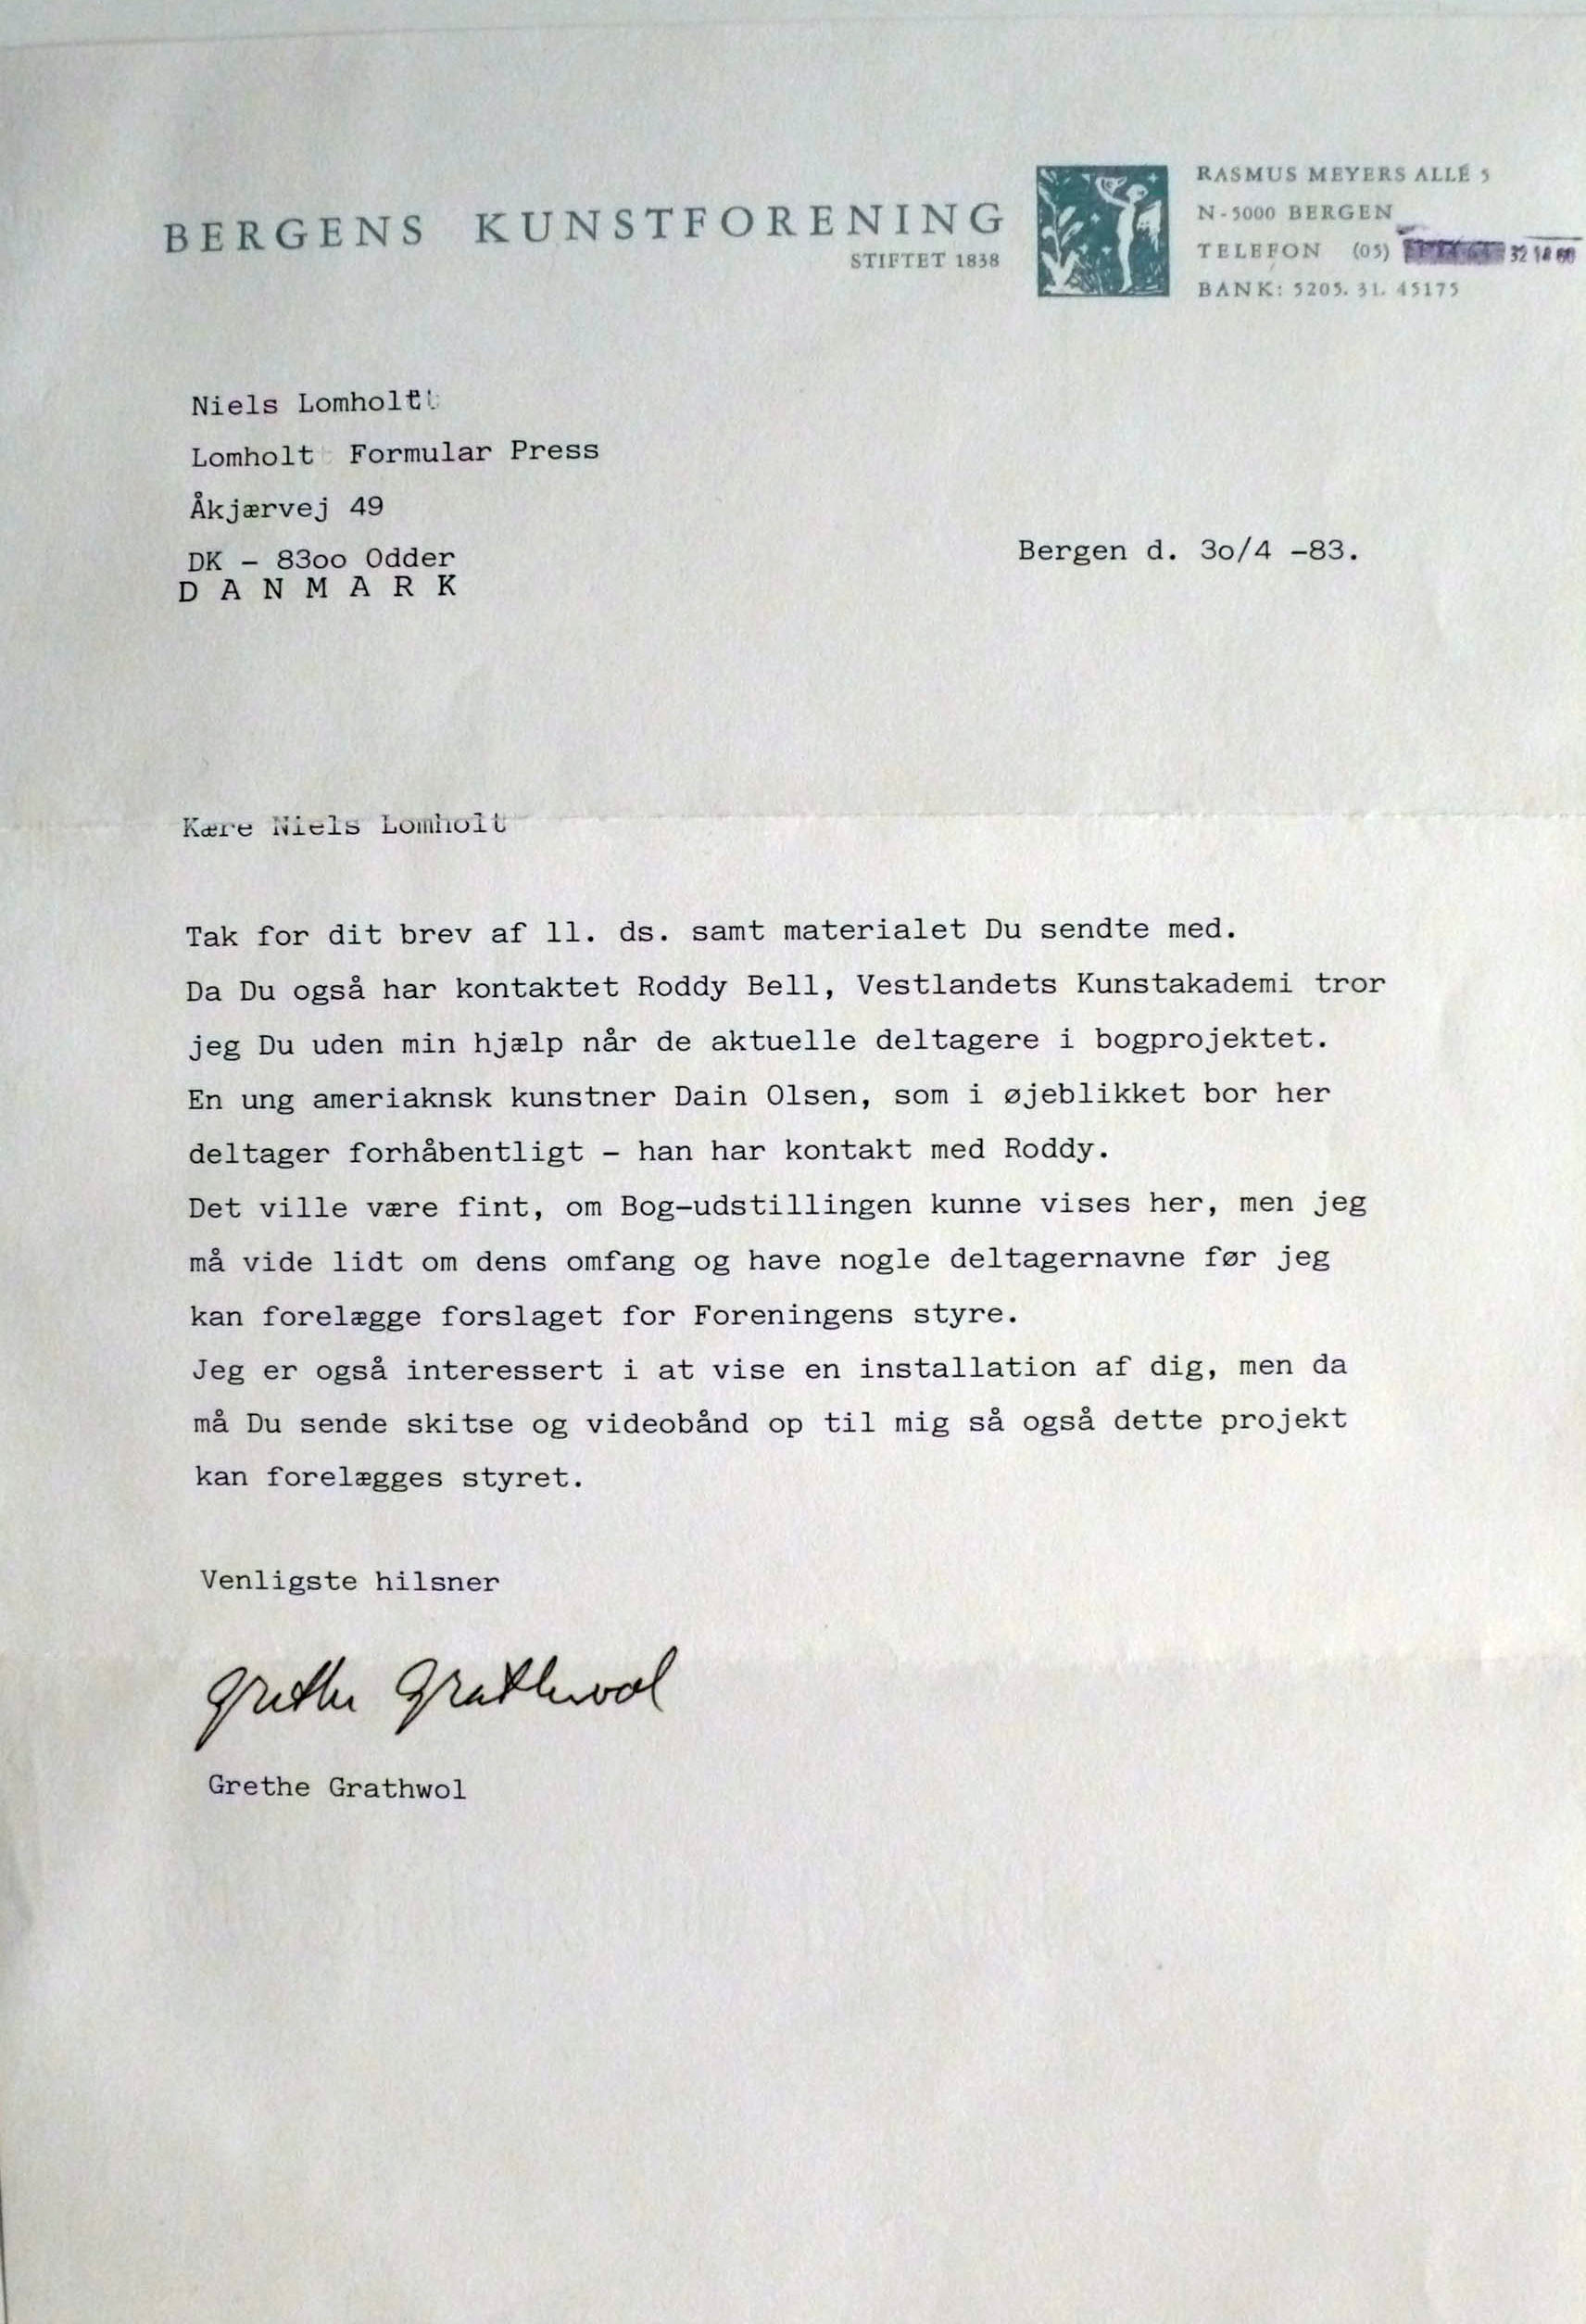 BERGENS KUNSTFORENING
STIFTET 1838
RASMUS MEYERS ALLÉ 5
N-5000 BERGEN
TELEFON (05) 32 14 60
BANK: 5205. 31. 45175
Niels Lomholt
Lomholt Formular Press
Åkjærvej 49
DK - 83oo Odder
D A N M A R K
Bergen d. 3o/4 -83.
Kære Niels Lomholt
Tak for dit brev af 11. ds. samt materialet Du sendte med.
Da Du også har kontaktet Roddy Bell, Vestlandets Kunstakademi tror
jeg Du uden min hjælp når de aktuelle deltagere i bogprojektet.
En ung ameriaknsk kunstner Dain Olsen, som i øjeblikket bor her
deltager forhåbentligt - han har kontakt med Roddy.
Det ville være fint, om Bog-udstillingen kunne vises her, men jeg
må vide lidt om dens omfang og have nogle deltagernavne før jeg
kan forelægge forslaget for Foreningens styre.
Jeg er også interessert i at vise en installation af dig, men da
må Du sende skitse og videobånd op til mig så også dette projekt
kan forelægges styret.
Venligste hilsner
Grethe Grathwol
Grethe Grathwol